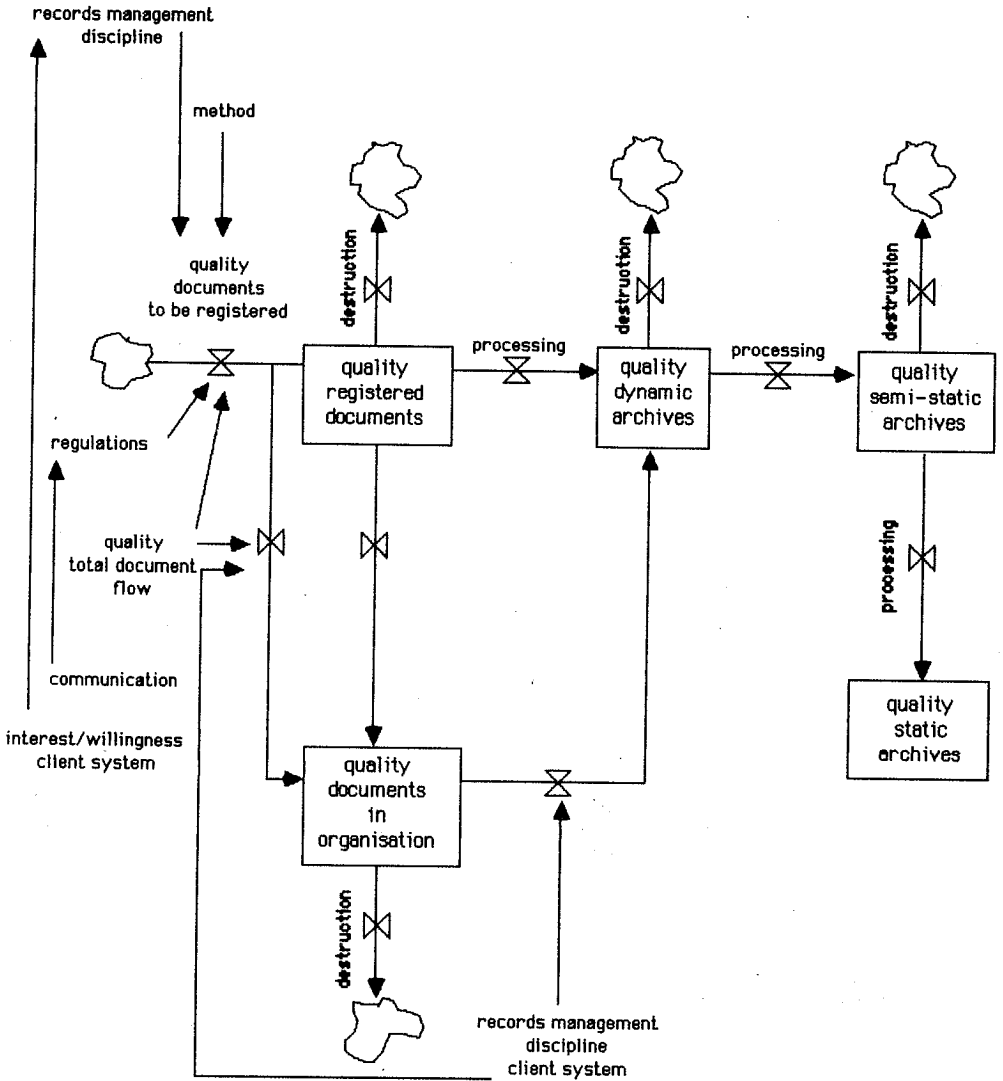 records management
discipline
method
quality
documents
to be registered
destruction
destruction
destruction
quality
registered
documents
processing
quality
dynamic
archives
processing
quality
semi-static
archives
regulations
quality
total document
flow
processing
communication
interest/willingness
client system
quality
documents
in
organisation
quality
static
archives
destruction
records management
discipline
client system